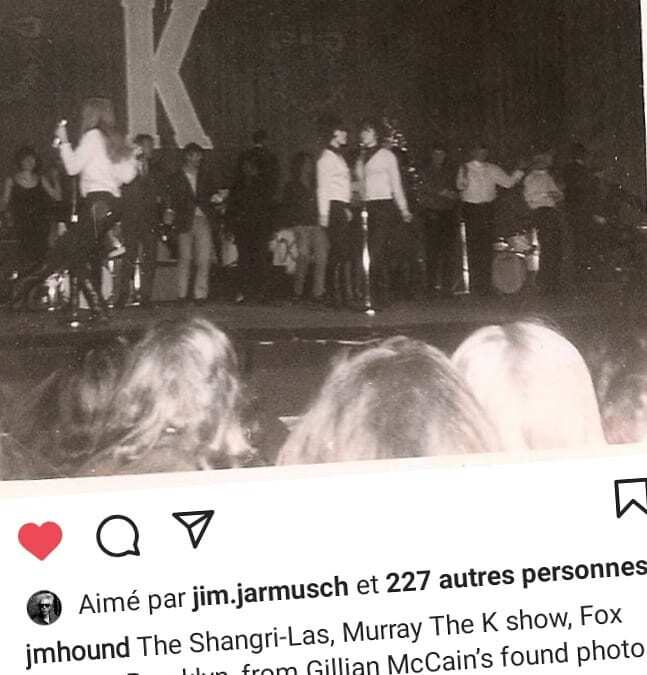 K
Aimé par jim.jarmusch et 227 autres personnes
jmhound The Shangri-Las, Murray The K show, Fox
Brooklyn, from Gillian McCain's found photo